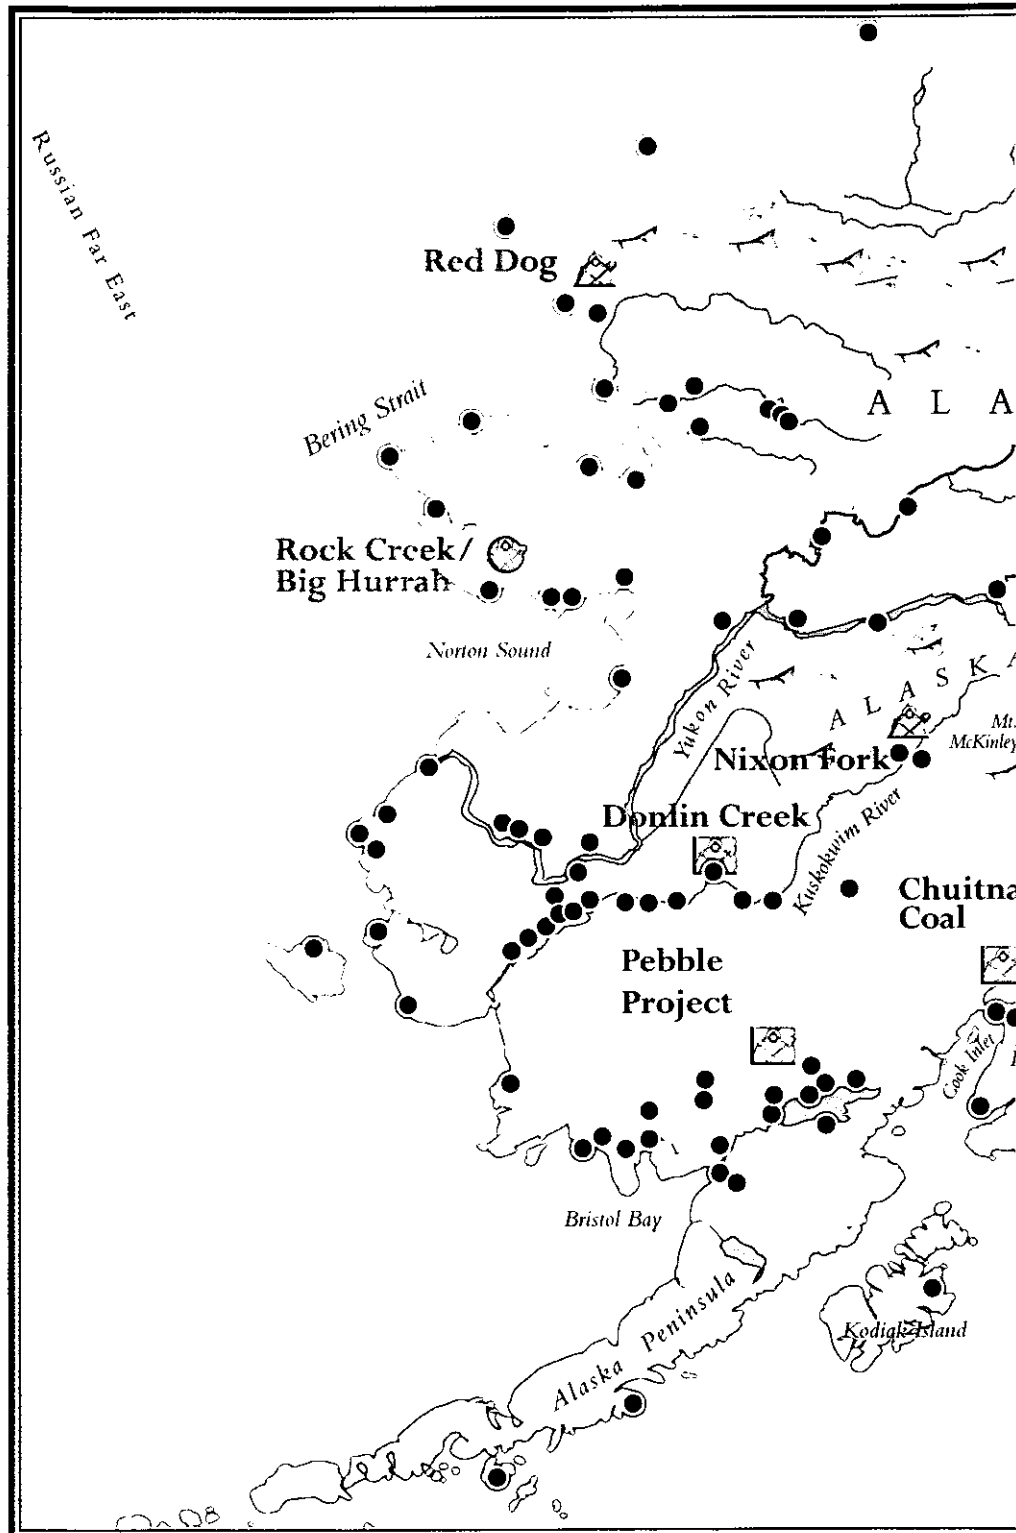 Russian Far East
Red Dog
Bering Strait
A L A
Rock Creek/
Big Hurrah
Norton Sound
Yukon River
A L A S K A
Mt.
McKinley
Nixon Fork
Donlin Creek
Kuskokwim River
Chuitna
Coal
Pebble
Project
Cook Inlet
Bristol Bay
Alaska Peninsula
Kodiak Island